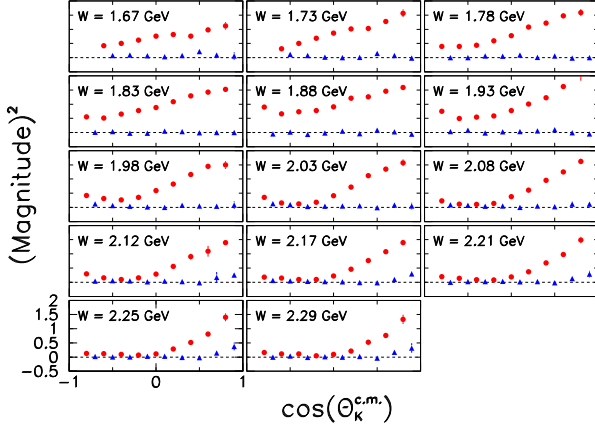 W = 1.67 GeV
W = 1.73 GeV
W = 1.78 GeV
W = 1.83 GeV
W = 1.88 GeV
W = 1.93 GeV
W = 1.98 GeV
W = 2.03 GeV
W = 2.08 GeV
W = 2.12 GeV
W = 2.17 GeV
W = 2.21 GeV
W = 2.25 GeV
W = 2.29 GeV
(Magnitude)²
2
1.5
1
0.5
0
-0.5
-1 0 1
cos(Θ_K^c.m.)